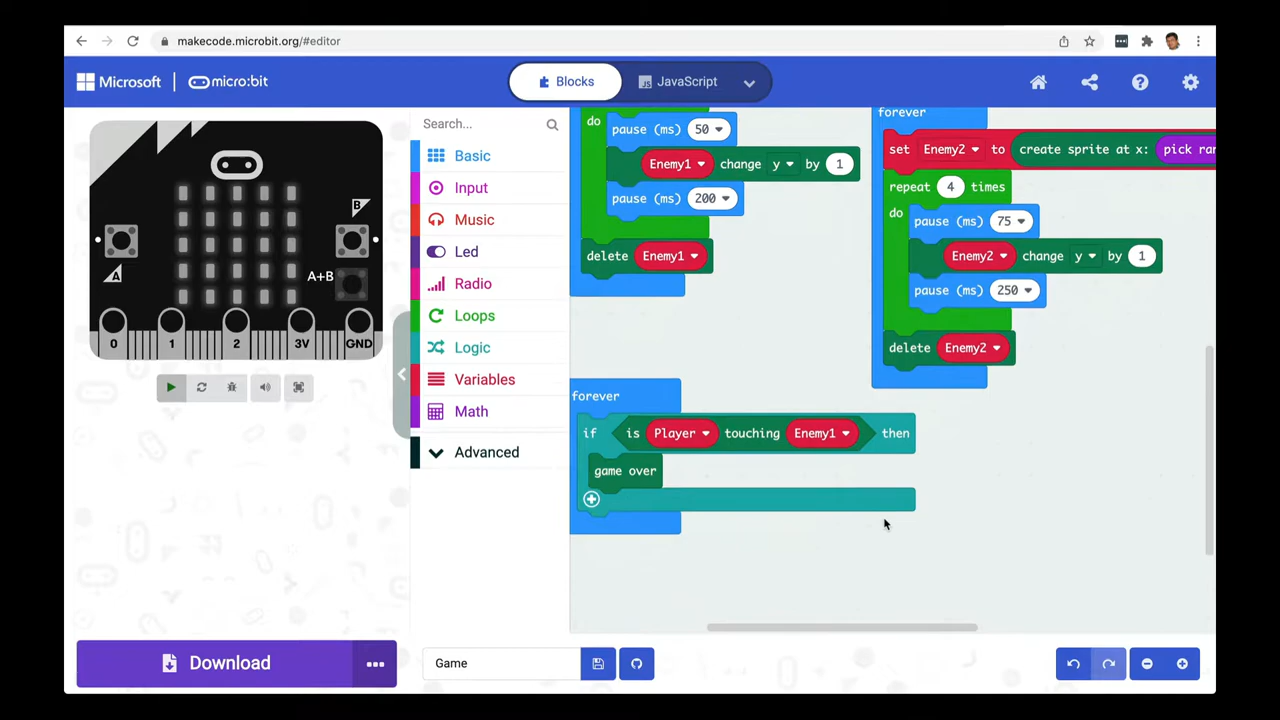 makecode.microbit.org/#editor
Microsoft
micro:bit
Blocks
JavaScript
Search...
Basic
Input
Music
Led
Radio
Loops
Logic
Variables
Math
Advanced
A
B
A+B
0 1 2 3V GND
do pause (ms) 50
Enemy1 change y by 1
pause (ms) 200
delete Enemy1
forever
set Enemy2 to create sprite at x: pick ran
repeat 4 times
do pause (ms) 75
Enemy2 change y by 1
pause (ms) 250
delete Enemy2
forever
if is Player touching Enemy1 then
game over
Download
Game